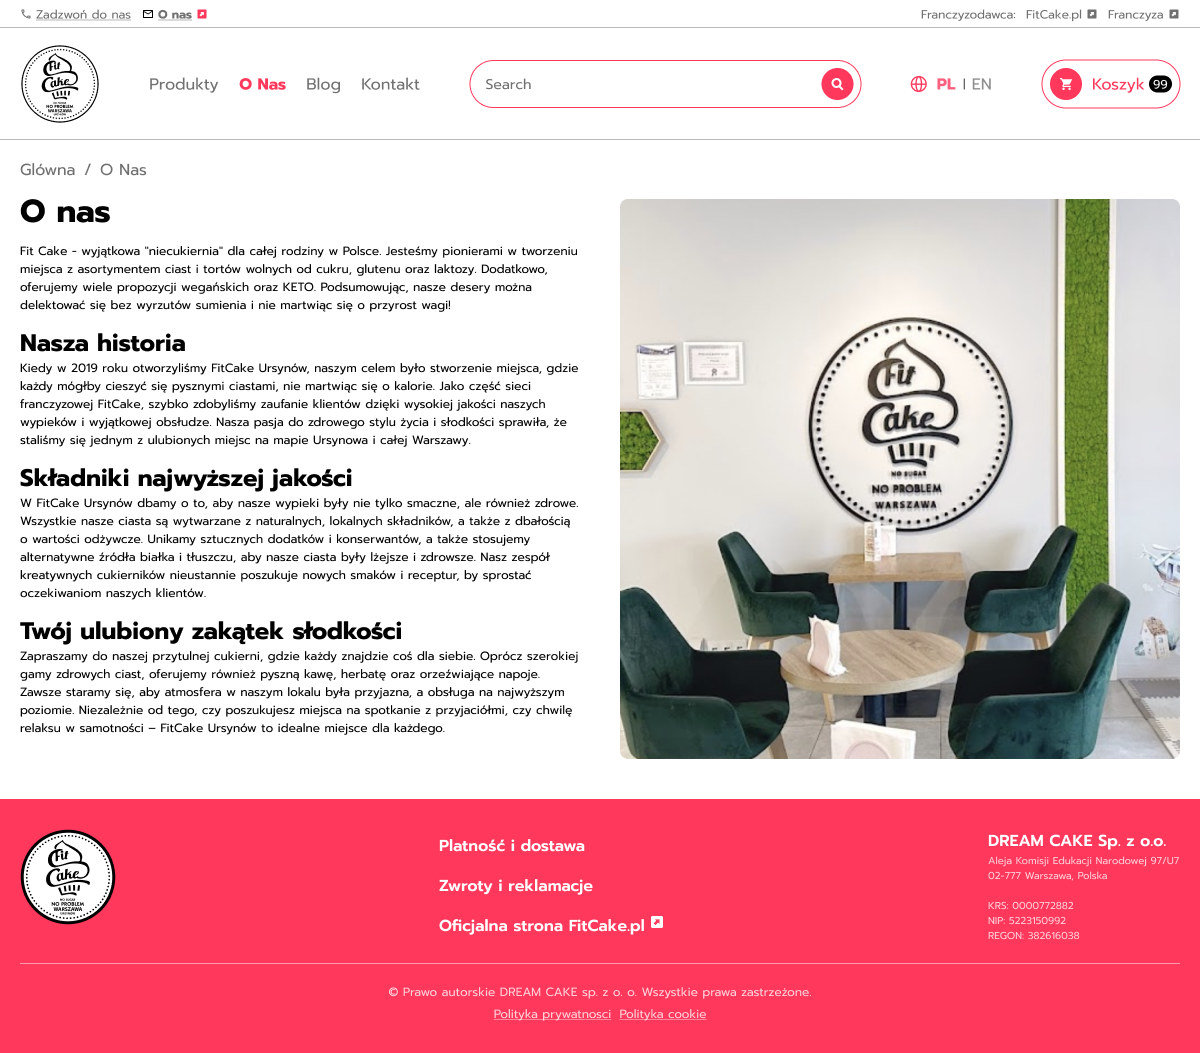 Zadzwoń do nas O nas
Franczyzodawca: FitCake.pl Franczyza
Fit
Cake
NO SUGAR
NO PROBLEM
WARSZAWA
URSYNÓW
Produkty O Nas Blog Kontakt
Search
PL | EN
Koszyk 99
Glówna / O Nas
O nas
Fit Cake - wyjątkowa "niecukiernia" dla całej rodziny w Polsce. Jesteśmy pionierami w tworzeniu
miejsca z asortymentem ciast i tortów wolnych od cukru, glutenu oraz laktozy. Dodatkowo,
oferujemy wiele propozycji wegańskich oraz KETO. Podsumowując, nasze desery można
delektować się bez wyrzutów sumienia i nie martwiąc się o przyrost wagi!
Nasza historia
Kiedy w 2019 roku otworzyliśmy FitCake Ursynów, naszym celem było stworzenie miejsca, gdzie
każdy mógłby cieszyć się pysznymi ciastami, nie martwiąc się o kalorie. Jako część sieci
franczyzowej FitCake, szybko zdobyliśmy zaufanie klientów dzięki wysokiej jakości naszych
wypieków i wyjątkowej obsłudze. Nasza pasja do zdrowego stylu życia i słodkości sprawiła, że
staliśmy się jednym z ulubionych miejsc na mapie Ursynowa i całej Warszawy.
Składniki najwyższej jakości
W FitCake Ursynów dbamy o to, aby nasze wypieki były nie tylko smaczne, ale również zdrowe.
Wszystkie nasze ciasta są wytwarzane z naturalnych, lokalnych składników, a także z dbałością
o wartości odżywcze. Unikamy sztucznych dodatków i konserwantów, a także stosujemy
alternatywne źródła białka i tłuszczu, aby nasze ciasta były lżejsze i zdrowsze. Nasz zespół
kreatywnych cukierników nieustannie poszukuje nowych smaków i receptur, by sprostać
oczekiwaniom naszych klientów.
Twój ulubiony zakątek słodkości
Zapraszamy do naszej przytulnej cukierni, gdzie każdy znajdzie coś dla siebie. Oprócz szerokiej
gamy zdrowych ciast, oferujemy również pyszną kawę, herbatę oraz orzeźwiające napoje.
Zawsze staramy się, aby atmosfera w naszym lokalu była przyjazna, a obsługa na najwyższym
poziomie. Niezależnie od tego, czy poszukujesz miejsca na spotkanie z przyjaciółmi, czy chwilę
relaksu w samotności – FitCake Ursynów to idealne miejsce dla każdego.
Fit
Cake
NO SUGAR
NO PROBLEM
WARSZAWA
Fit
Cake
NO SUGAR
NO PROBLEM
WARSZAWA
URSYNÓW
Platność i dostawa
Zwroty i reklamacje
Oficjalna strona FitCake.pl
DREAM CAKE Sp. z o.o.
Aleja Komisji Edukacji Narodowej 97/U7
02-777 Warszawa, Polska
KRS: 0000772882
NIP: 5223150992
REGON: 382616038
© Prawo autorskie DREAM CAKE sp. z o. o. Wszystkie prawa zastrzeżone.
Polityka prywatnosci Polityka cookie